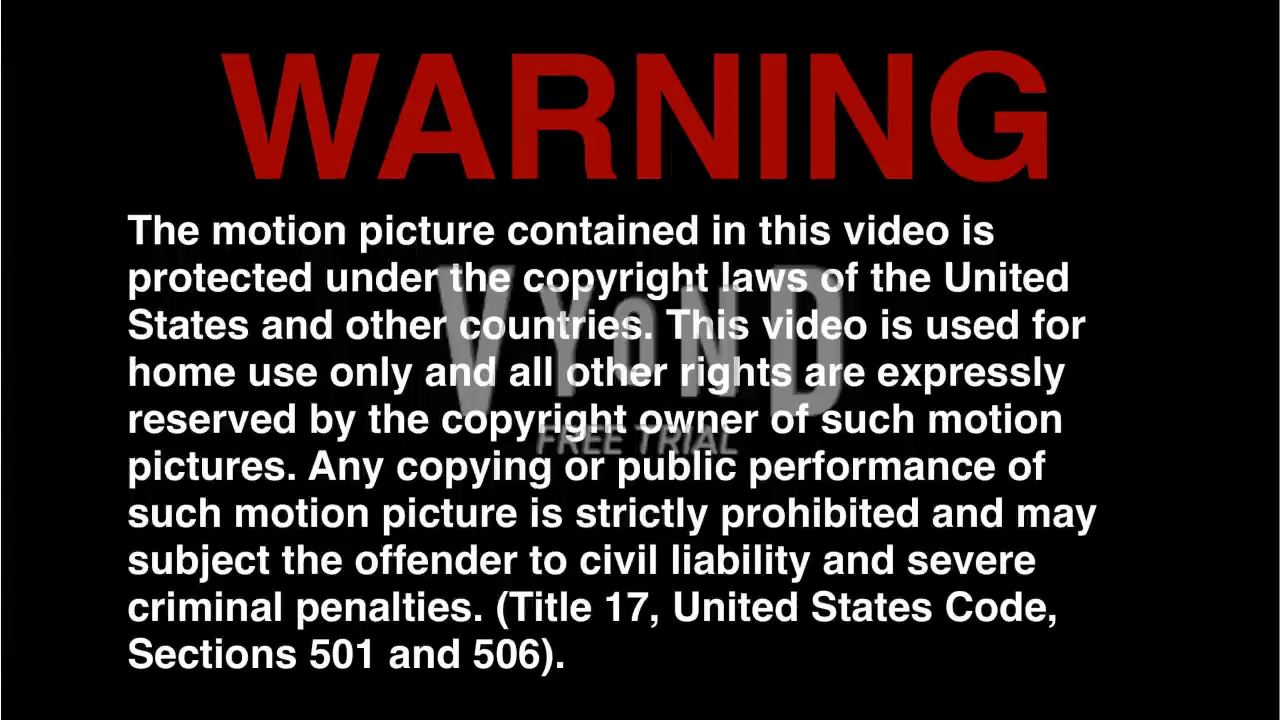 WARNING
The motion picture contained in this video is
protected under the copyright laws of the United
States and other countries. This video is used for
home use only and all other rights are expressly
reserved by the copyright owner of such motion
pictures. Any copying or public performance of
such motion picture is strictly prohibited and may
subject the offender to civil liability and severe
criminal penalties. (Title 17, United States Code,
Sections 501 and 506).
VYonD
FREE TRIAL